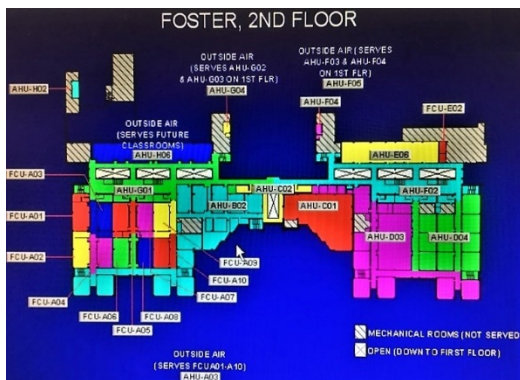 FOSTER, 2ND FLOOR
OUTSIDE AIR
(SERVES AHU-G02
& AHU-G03 ON 1ST FLR)
AHU-G04
OUTSIDE AIR (SERVES
AHU-F03 & AHU-F04
ON 1ST FLR)
AHU-F05
AHU-H02
AHU-F04
FCU-E02
OUTSIDE AIR
(SERVES FUTURE
CLASSROOMS)
AHU-H06
AHU-E06
FCU-A03
AHU-G01
AHU-C02
AHU-F02
FCU-A01
AHU-B02
AHU-C01
AHU-D03
AHU-D04
FCU-A02
FCU-A09
FCU-A10
FCU-A04
FCU-A07
FCU-A06
FCU-A08
FCU-A05
MECHANICAL ROOMS (NOT SERVED
OPEN (DOWN TO FIRST FLOOR)
OUTSIDE AIR
(SERVES FCUA01-A10)
AHU-A03